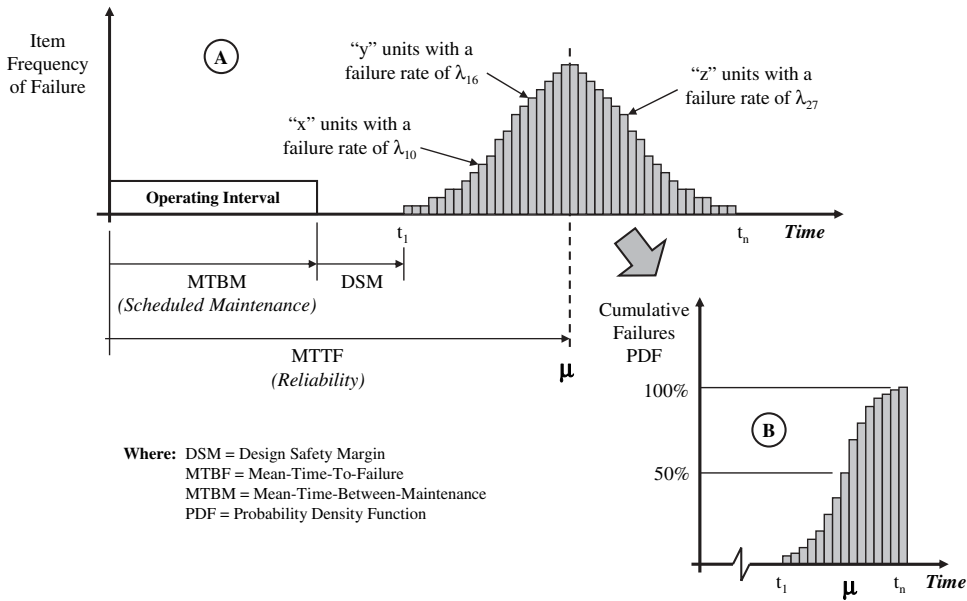 Item
Frequency
of Failure
A
"y" units with a
failure rate of λ16
"z" units with a
failure rate of λ27
"x" units with a
failure rate of λ10
Operating Interval
t1
tn
Time
MTBM
(Scheduled Maintenance)
DSM
MTTF
(Reliability)
μ
Cumulative
Failures
PDF
100%
B
50%
t1
μ
tn
Time
Where: DSM = Design Safety Margin
MTBF = Mean-Time-To-Failure
MTBM = Mean-Time-Between-Maintenance
PDF = Probability Density Function